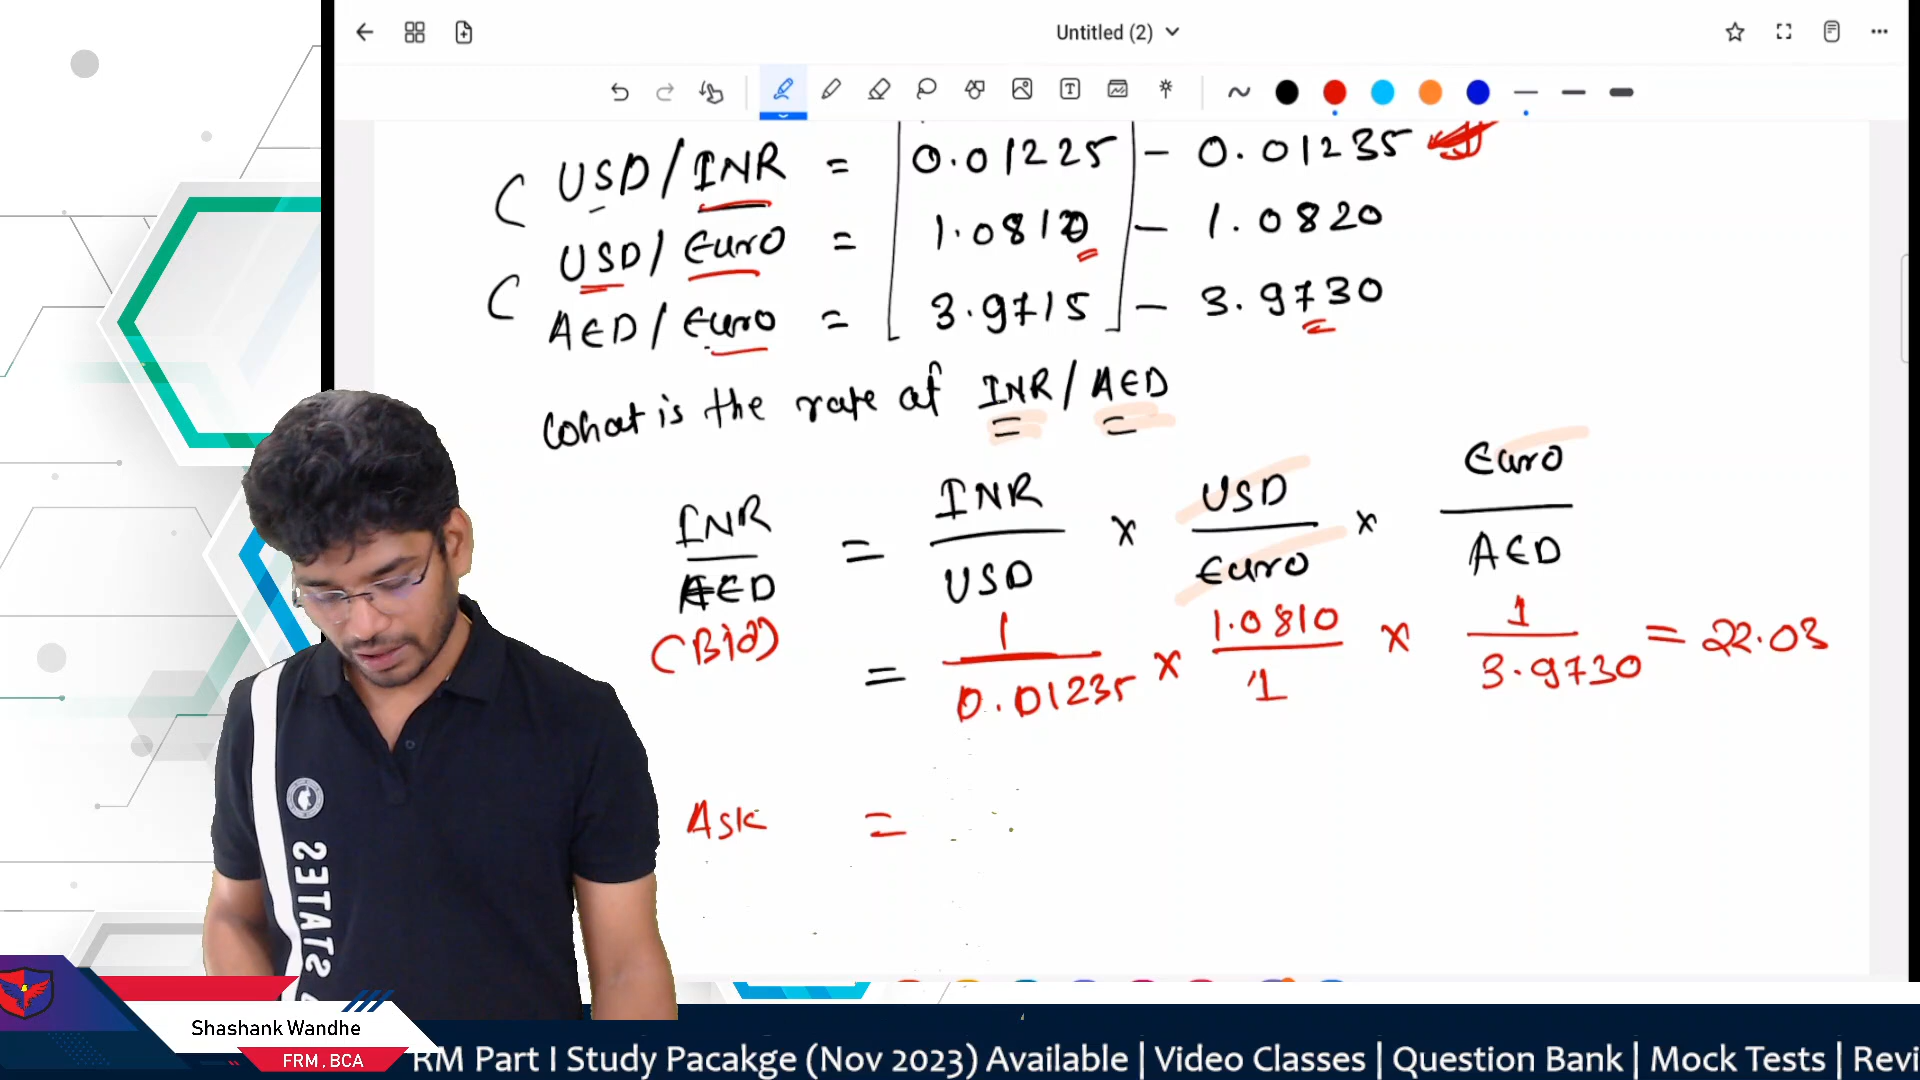 Untitled (2)
( USD/INR = [0.01225] - 0.01235
USD/Euro = 1.0810 - 1.0820
( AED/Euro = 3.9715 - 3.9730
What is the rate of INR/AED
INR/AED = INR/USD x USD/Euro x Euro/AED
(Bid) = 1/0.01235 x 1.0810/1 x 1/3.9730 = 22.03
Ask =
STATES
Shashank Wandhe
FRM, BCA
RM Part I Study Pacakge (Nov 2023) Available | Video Classes | Question Bank | Mock Tests | Revi